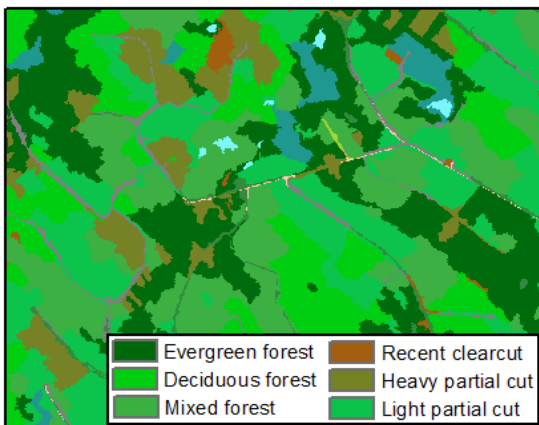 Evergreen forest
Recent clearcut
Deciduous forest
Heavy partial cut
Mixed forest
Light partial cut